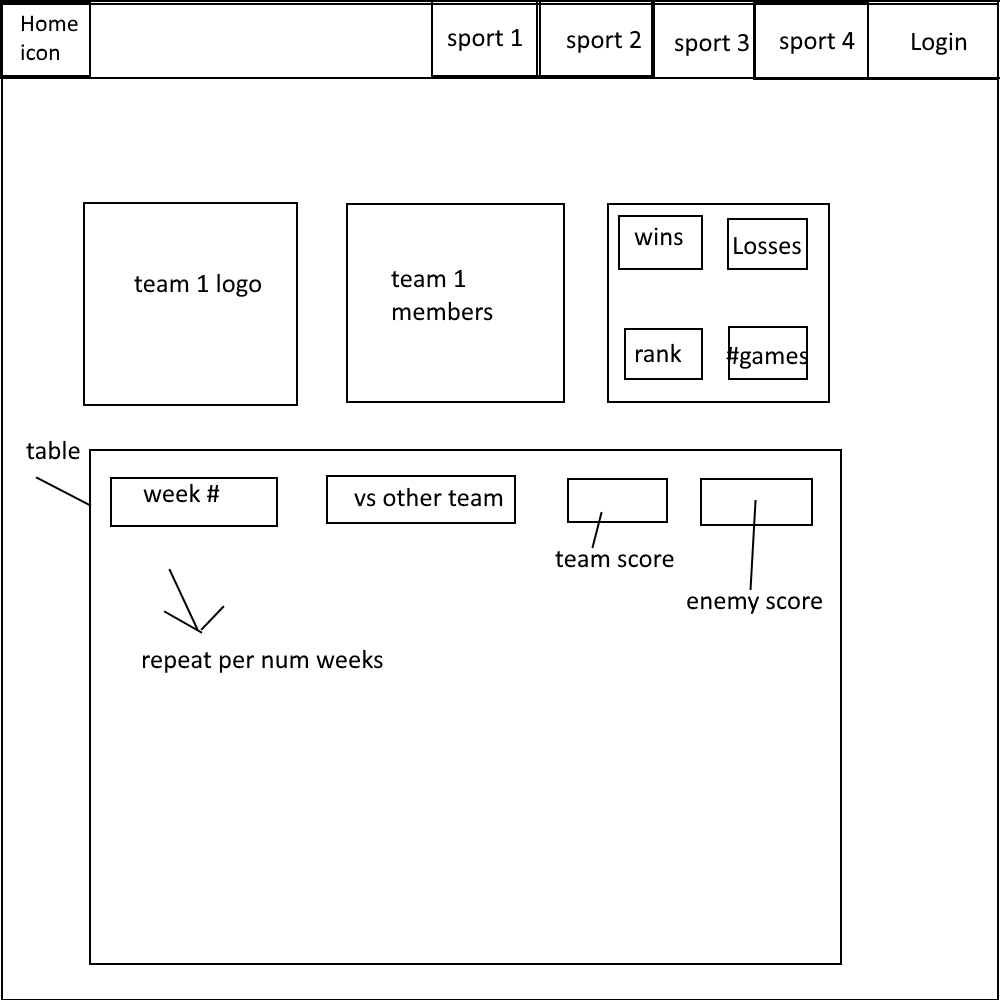 Home
icon
sport 1
sport 2
sport 3
sport 4
Login
team 1 logo
team 1
members
wins
Losses
rank
#games
table
week #
vs other team
team score
enemy score
repeat per num weeks